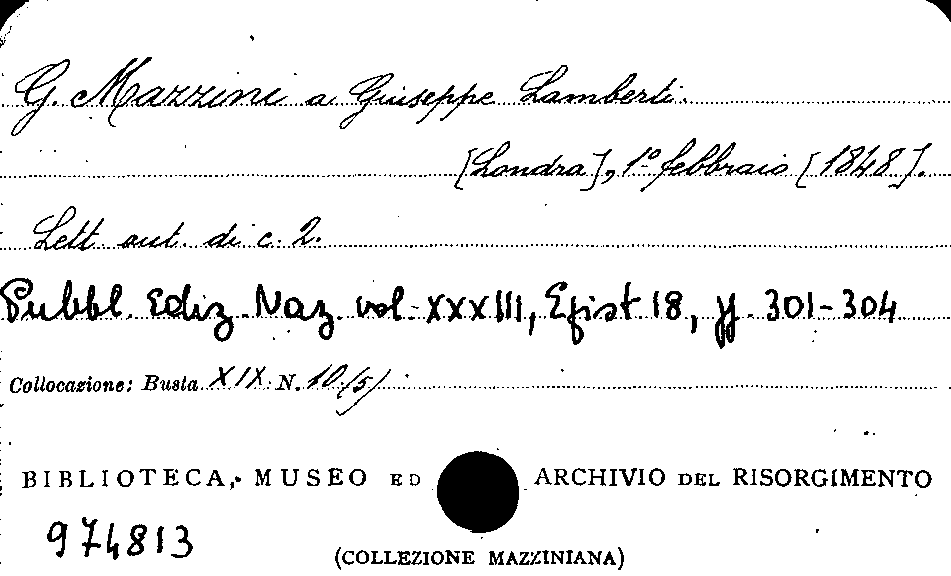 G. Mazzini a Giuseppe Lamberti.
[Londra], 1º febbraio [1848].
Lett. aut. di c. 2.
Pubbl. Ediz. Naz. vol. XXXIII, Epist 18, pp. 301-304
Collocazione: Busta XIX N. 10(5)
BIBLIOTECA, MUSEO ED ARCHIVIO DEL RISORGIMENTO
974813
(COLLEZIONE MAZZINIANA)